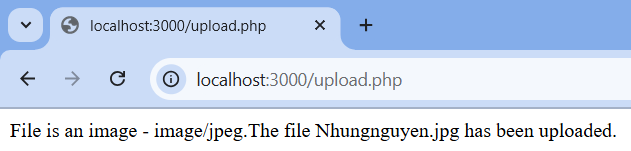 localhost:3000/upload.php
localhost:3000/upload.php
File is an image - image/jpeg.The file Nhungnguyen.jpg has been uploaded.